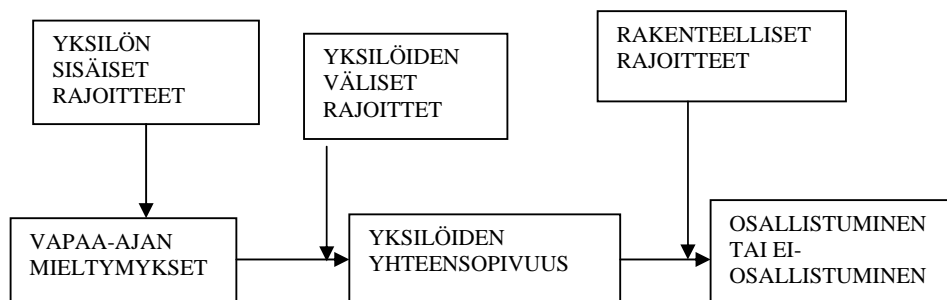 YKSILÖN
SISÄISET
RAJOITTEET
YKSILÖIDEN
VÄLISET
RAJOITTET
RAKENTEELLISET
RAJOITTEET
VAPAA-AJAN
MIELTYMYKSET
YKSILÖIDEN
YHTEENSOPIVUUS
OSALLISTUMINEN
TAI EI-
OSALLISTUMINEN